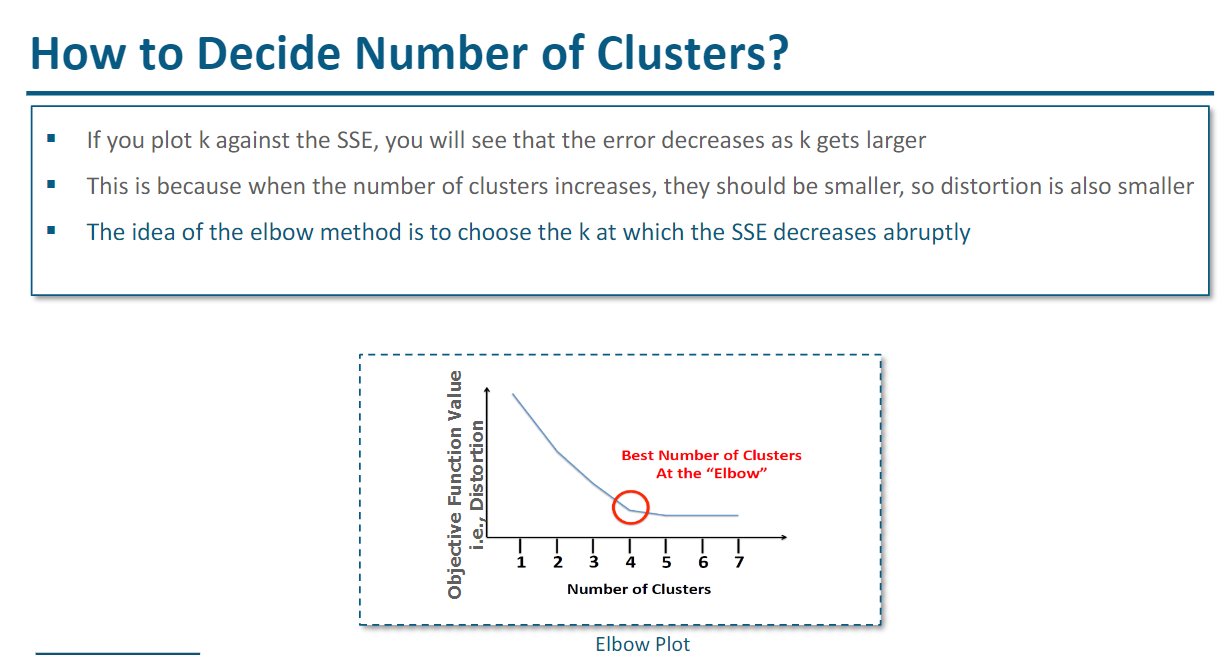 How to Decide Number of Clusters?
▪ If you plot k against the SSE, you will see that the error decreases as k gets larger
▪ This is because when the number of clusters increases, they should be smaller, so distortion is also smaller
▪ The idea of the elbow method is to choose the k at which the SSE decreases abruptly
Objective Function Value
i.e., Distortion
Best Number of Clusters
At the “Elbow”
1 2 3 4 5 6 7
Number of Clusters
Elbow Plot